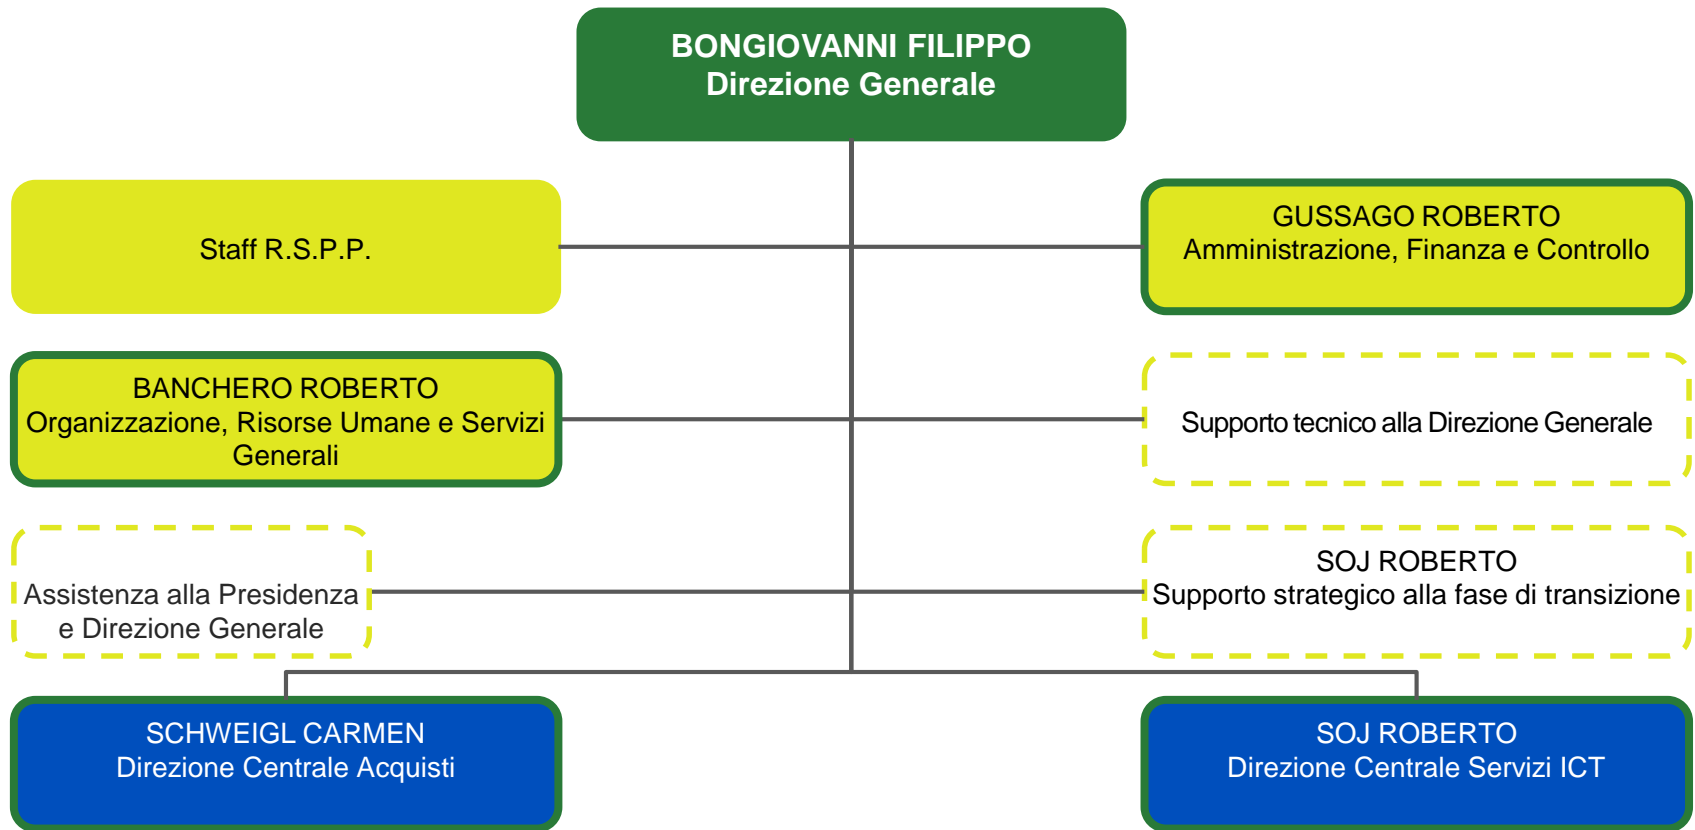 BONGIOVANNI FILIPPO
Direzione Generale
Staff R.S.P.P.
GUSSAGO ROBERTO
Amministrazione, Finanza e Controllo
BANCHERO ROBERTO
Organizzazione, Risorse Umane e Servizi
Generali
Supporto tecnico alla Direzione Generale
Assistenza alla Presidenza
e Direzione Generale
SOJ ROBERTO
Supporto strategico alla fase di transizione
SCHWEIGL CARMEN
Direzione Centrale Acquisti
SOJ ROBERTO
Direzione Centrale Servizi ICT